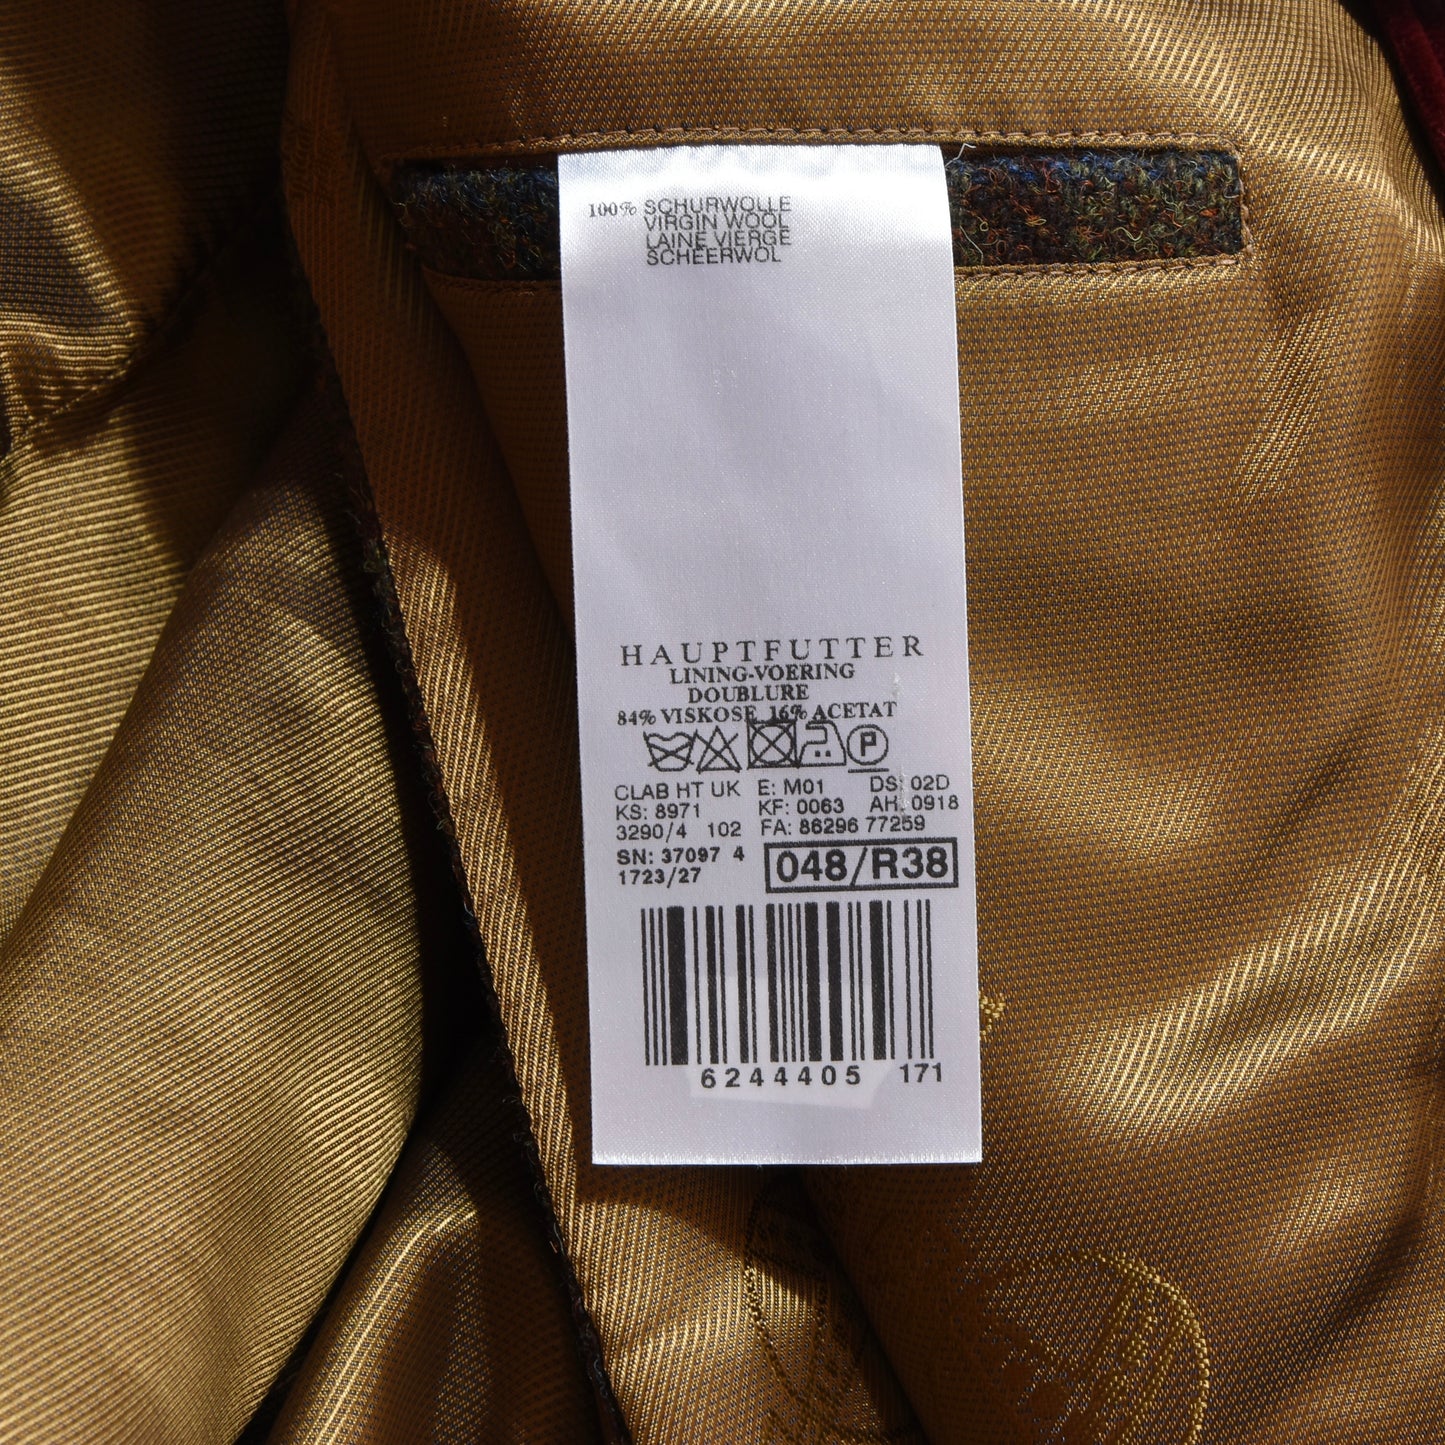 100% SCHURWOLLE
VIRGIN WOOL
LAINE VIERGE
SCHEERWOL
HAUPTFUTTER
LINING-VOERING
DOUBLURE
84% VISKOSE 16% ACETAT
P
CLAB HT UK E: M01 DS: 02D
KS: 8971 KF: 0063 AH: 0918
3290/4 102 FA: 86296 77259
SN: 37097 4
1723/27
048/R38
6244405 171